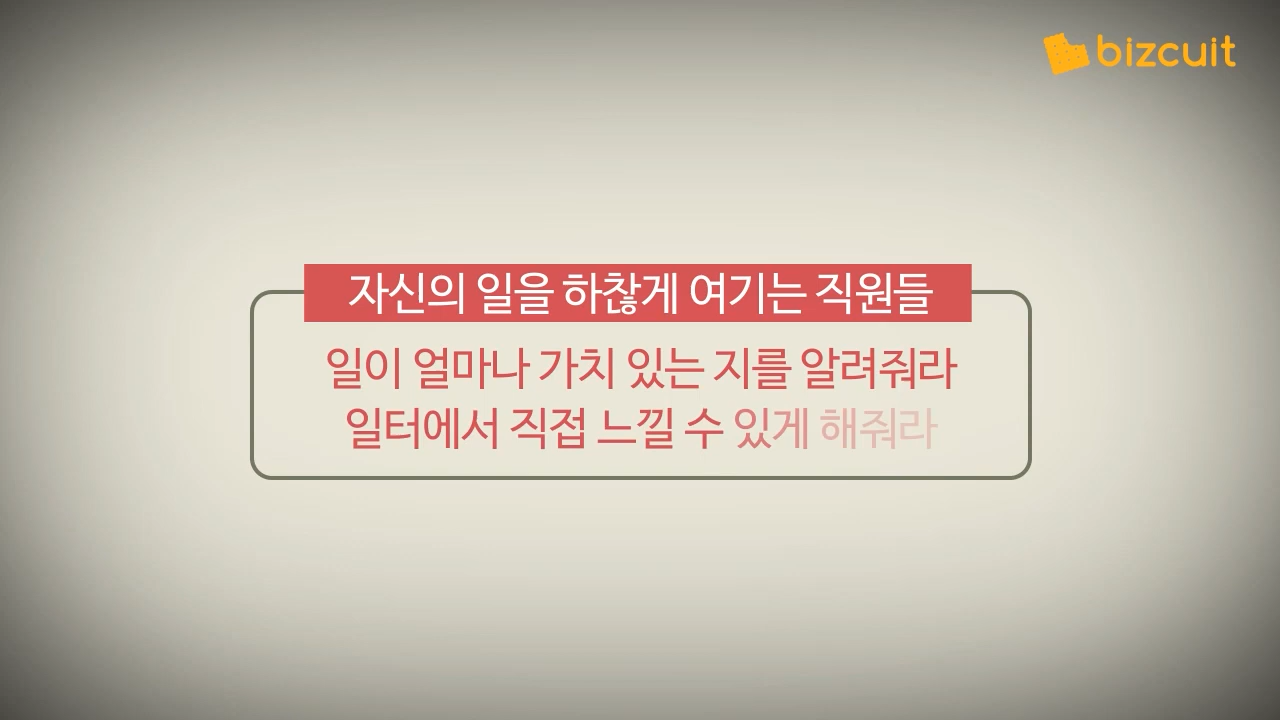 bizcuit
자신의 일을 하찮게 여기는 직원들
일이 얼마나 가치 있는 지를 알려줘라
일터에서 직접 느낄 수 있게 해줘라